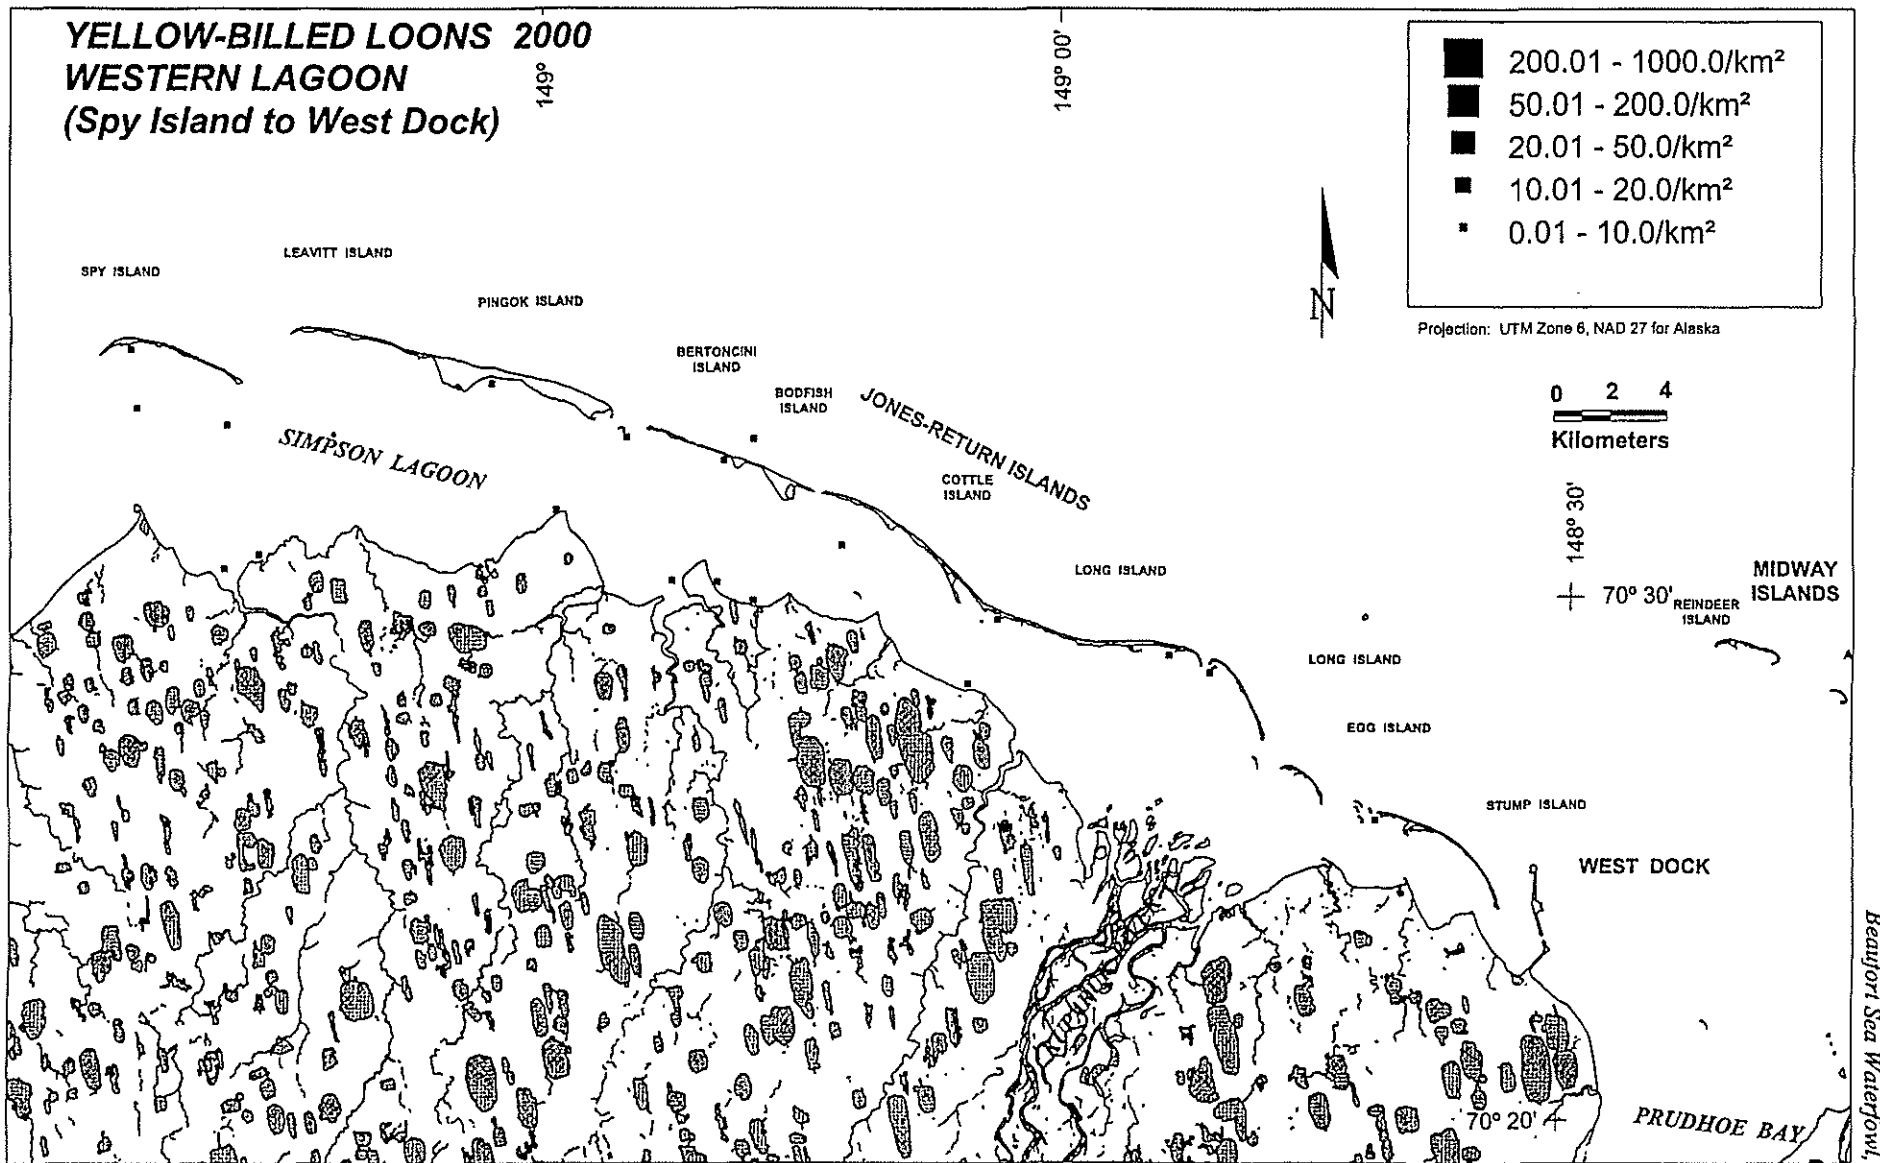 YELLOW-BILLED LOONS 2000
WESTERN LAGOON
(Spy Island to West Dock)
149°
149° 00'
200.01 - 1000.0/km²
50.01 - 200.0/km²
20.01 - 50.0/km²
10.01 - 20.0/km²
0.01 - 10.0/km²
Projection: UTM Zone 6, NAD 27 for Alaska
N
0 2 4
Kilometers
SPY ISLAND
LEAVITT ISLAND
PINGOK ISLAND
BERTONCINI
ISLAND
BODFISH
ISLAND
JONES-RETURN ISLANDS
COTTLE
ISLAND
SIMPSON LAGOON
LONG ISLAND
148° 30'
70° 30'
MIDWAY
ISLANDS
REINDEER
ISLAND
A
LONG ISLAND
EGG ISLAND
STUMP ISLAND
WEST DOCK
70° 20'
PRUDHOE BAY
Beaufort Sea Waterfowl,